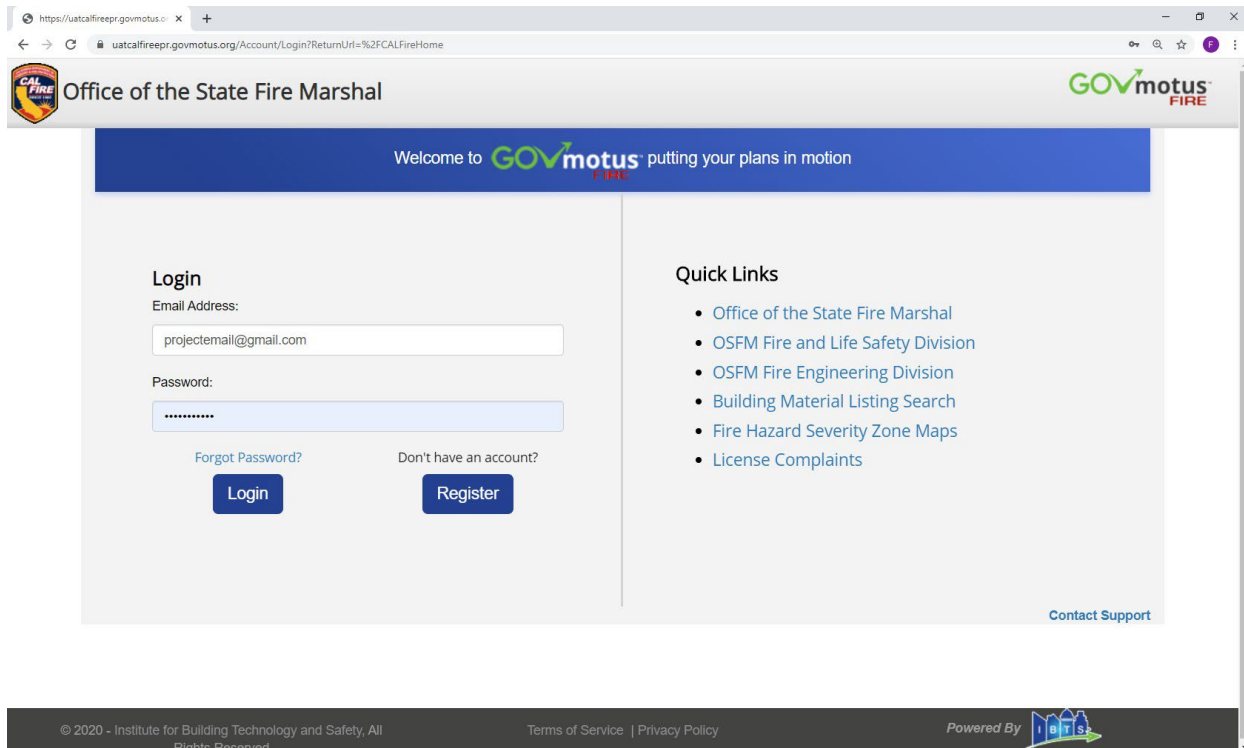 https://uatcalfireepr.govmotus.o
uatcalfireepr.govmotus.org/Account/Login?ReturnUrl=%2FCALFireHome
F
CAL
FIRE
SINCE 1885
Office of the State Fire Marshal
GOVmotus
FIRE
Welcome to GOVmotus putting your plans in motion
FIRE
Login
Email Address:
projectemail@gmail.com
Password:
•••••••••••
Forgot Password?
Don't have an account?
Login
Register
Quick Links
• Office of the State Fire Marshal
• OSFM Fire and Life Safety Division
• OSFM Fire Engineering Division
• Building Material Listing Search
• Fire Hazard Severity Zone Maps
• License Complaints
Contact Support
© 2020 - Institute for Building Technology and Safety, All
Rights Reserved
Terms of Service | Privacy Policy
Powered By IBTS